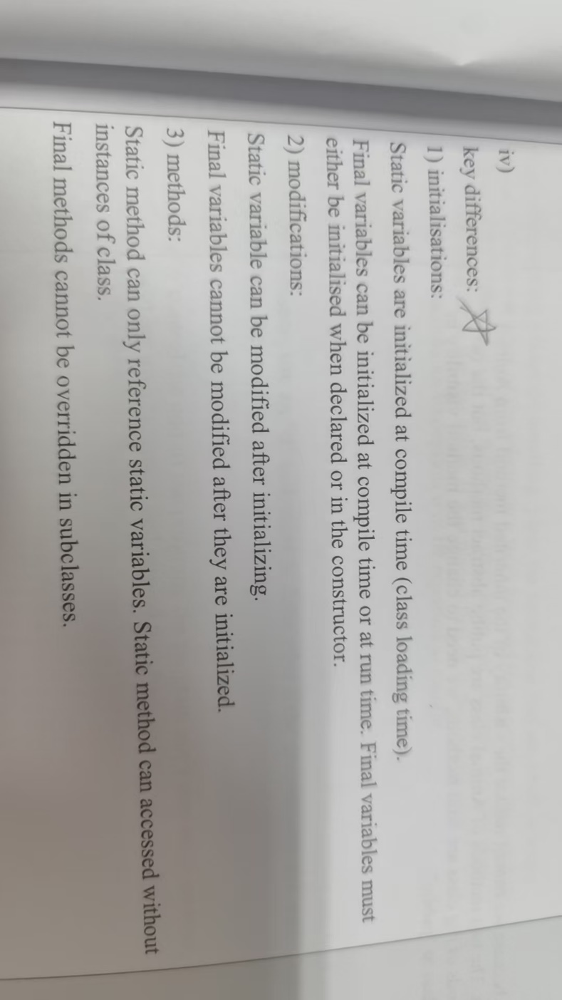 iv)
key differences:
1) initialisations:
Static variables are initialized at compile time (class loading time).
Final variables can be initialized at compile time or at run time. Final variables must
either be initialised when declared or in the constructor.
2) modifications:
Static variable can be modified after initializing.
Final variables cannot be modified after they are initialized.
3) methods:
Static method can only reference static variables. Static method can accessed without
instances of class.
Final methods cannot be overridden in subclasses.